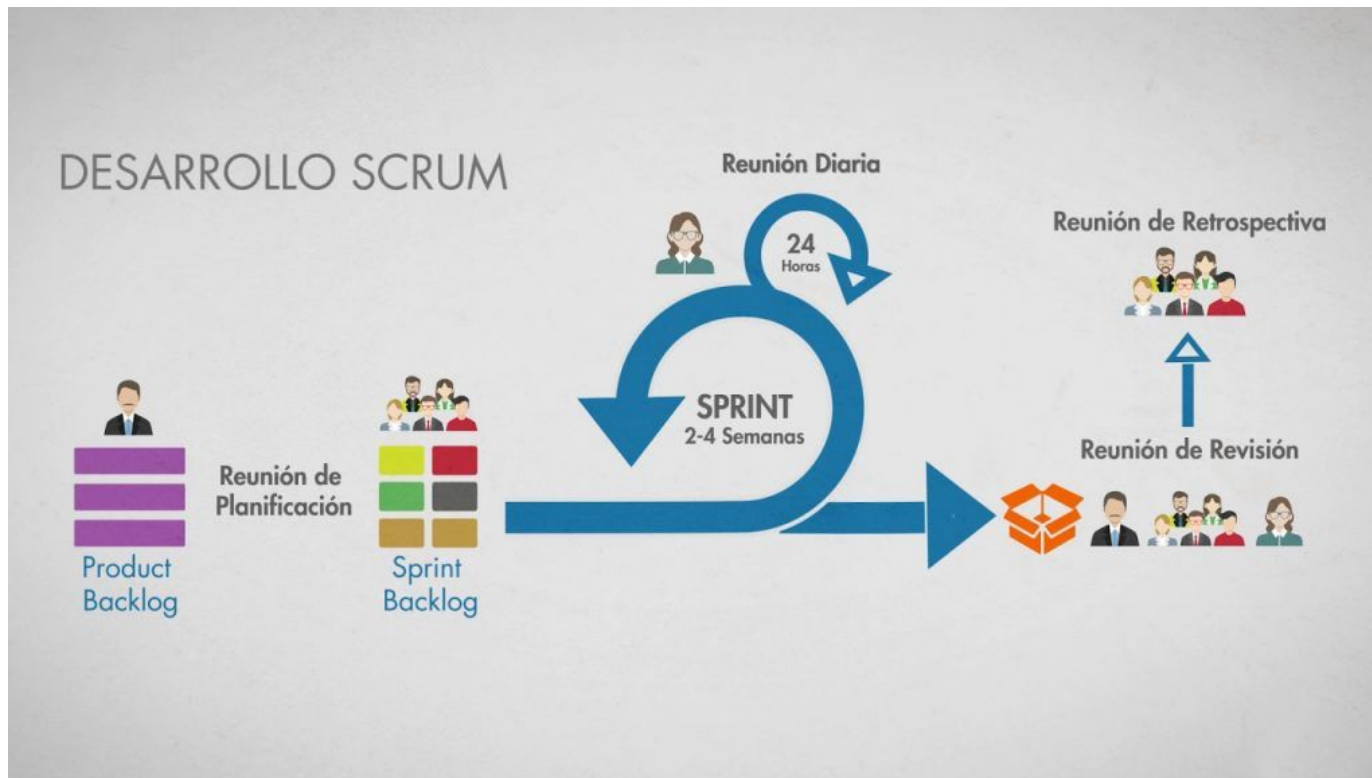 DESARROLLO SCRUM
Reunión Diaria
24
Horas
Reunión de Retrospectiva
SPRINT
2-4 Semanas
Reunión de Revisión
Reunión de
Planificación
Product
Backlog
Sprint
Backlog